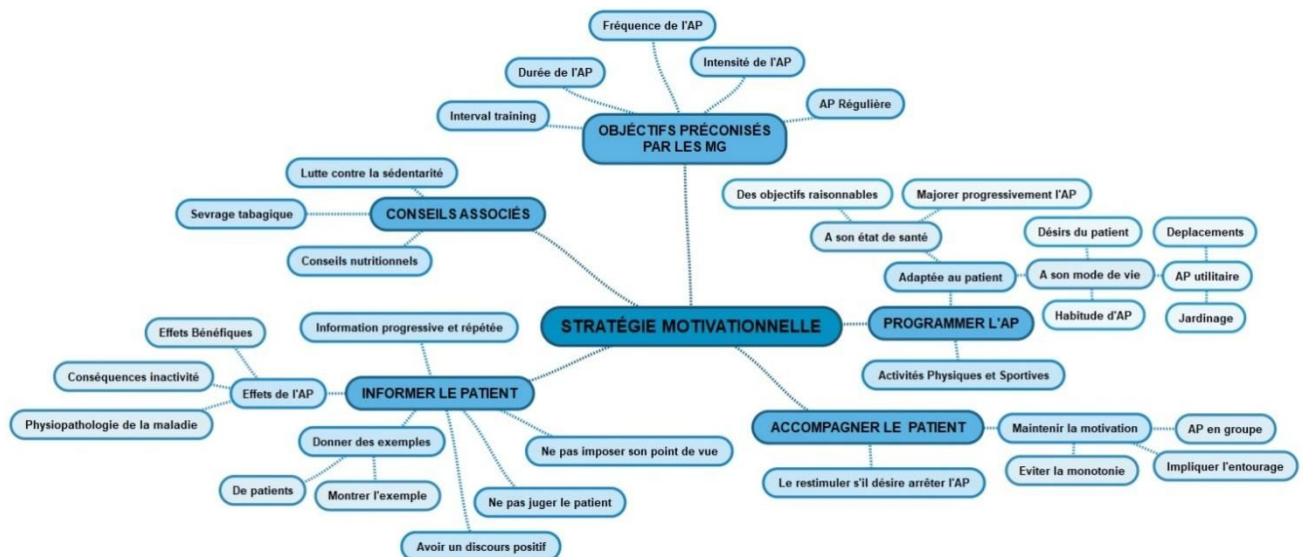 Fréquence de l'AP
Durée de l'AP
Intensité de l'AP
Interval training
AP Régulière
OBJÉCTIFS PRÉCONISÉS
PAR LES MG
Lutte contre la sédentarité
Sevrage tabagique
CONSEILS ASSOCIÉS
Conseils nutritionnels
Des objectifs raisonnables
Majorer progressivement l'AP
A son état de santé
Désirs du patient
Deplacements
Adaptée au patient
A son mode de vie
AP utilitaire
Habitude d'AP
Jardinage
STRATÉGIE MOTIVATIONNELLE
PROGRAMMER L'AP
Activités Physiques et Sportives
Effets Bénéfiques
Information progressive et répétée
Conséquences inactivité
Effets de l'AP
INFORMER LE PATIENT
Physiopathologie de la maladie
Donner des exemples
Ne pas imposer son point de vue
De patients
Montrer l'exemple
Ne pas juger le patient
Avoir un discours positif
ACCOMPAGNER LE PATIENT
Maintenir la motivation
AP en groupe
Eviter la monotonie
Impliquer l'entourage
Le restimuler s'il désire arrêter l'AP